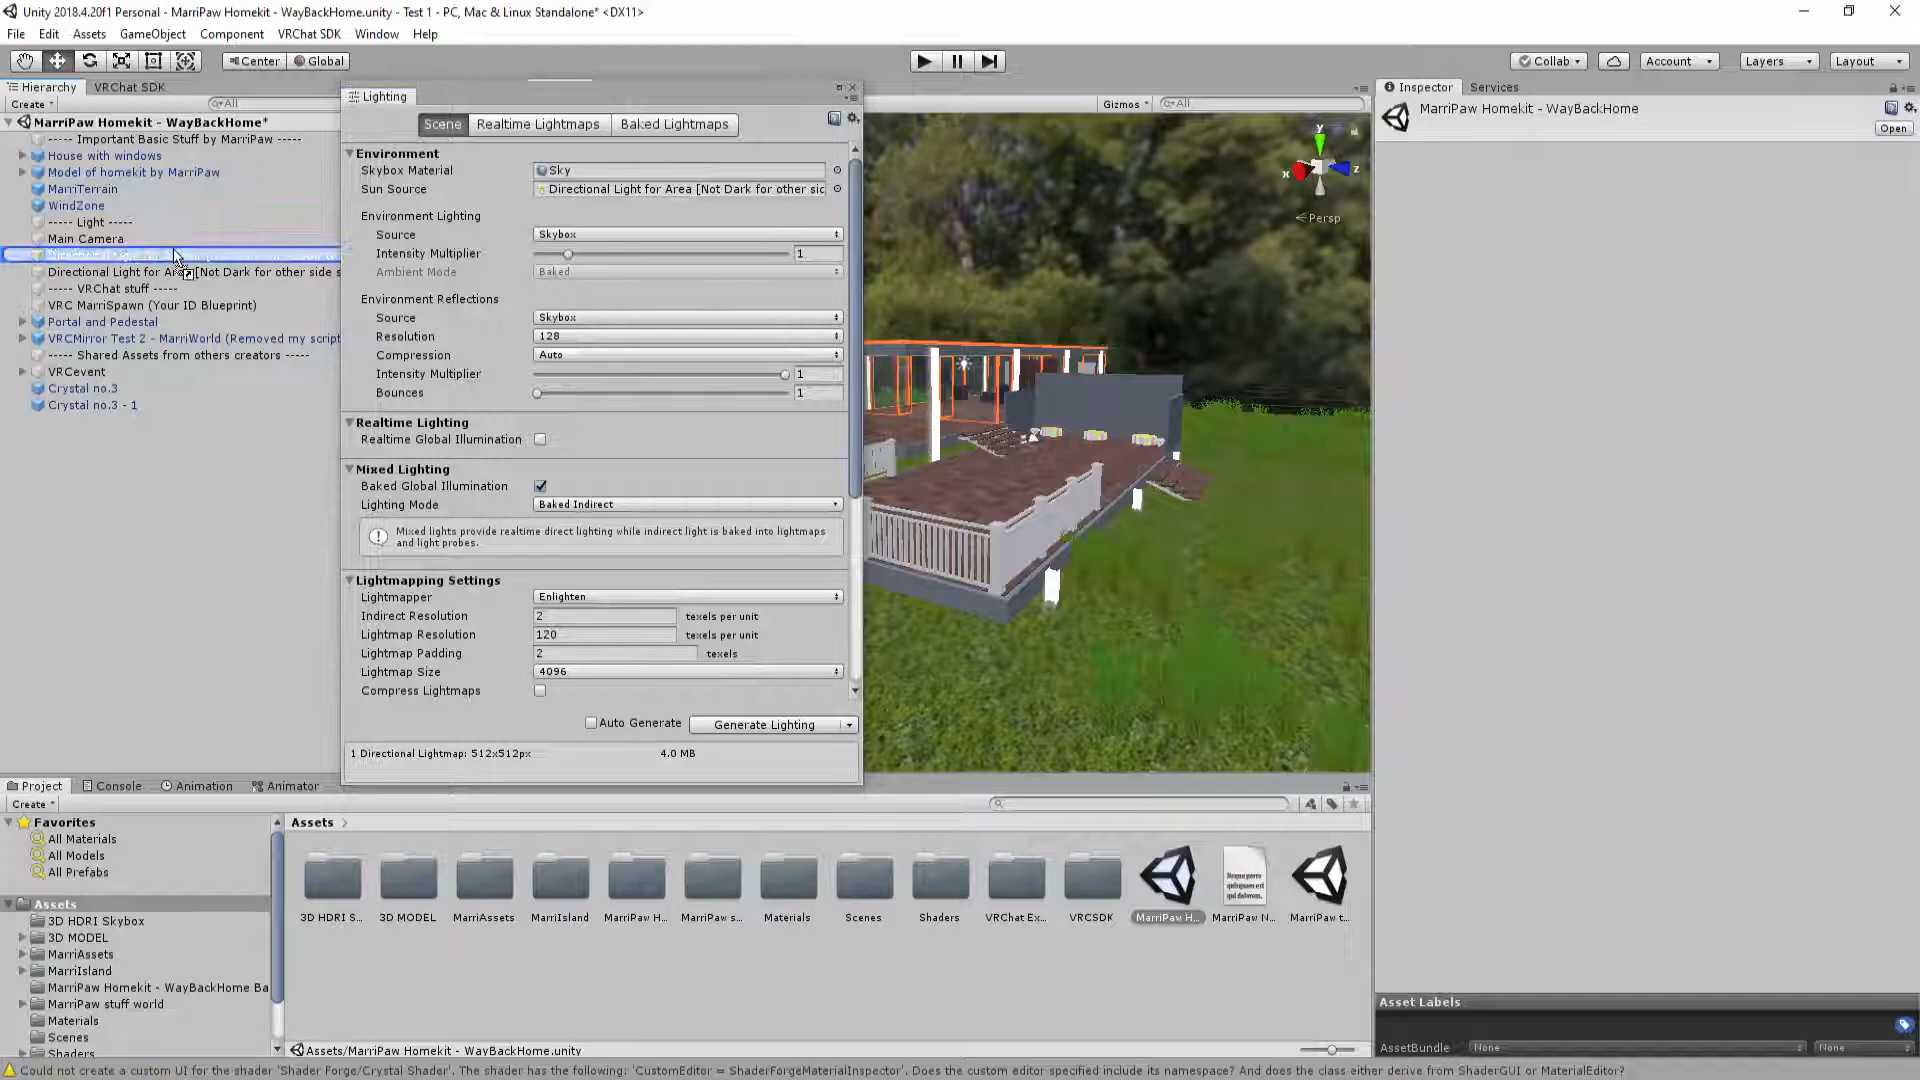 Unity 2018.4.20f1 Personal - MarriPaw Homekit - WayBackHome.unity - Test 1 - PC, Mac & Linux Standalone* <DX11>
File Edit Assets GameObject Component VRChat SDK Window Help
Center Global Collab Account Layers Layout
Hierarchy VRChat SDK
Create All
MarriPaw Homekit - WayBackHome*
----- Important Basic Stuff by MarriPaw -----
House with windows
Model of homekit by MarriPaw
MarriTerrain
WindZone
----- Light -----
Main Camera
Directional Light for Area [Not Dark for other side s
----- VRChat stuff -----
VRC MarriSpawn (Your ID Blueprint)
Portal and Pedestal
VRCMirror Test 2 - MarriWorld (Removed my script
----- Shared Assets from others creators -----
VRCevent
Crystal no.3
Crystal no.3 - 1
Lighting
Scene Realtime Lightmaps Baked Lightmaps
Environment
Skybox Material Sky
Sun Source Directional Light for Area [Not Dark for other sid
Environment Lighting
Source Skybox
Intensity Multiplier 1
Ambient Mode Baked
Environment Reflections
Source Skybox
Resolution 128
Compression Auto
Intensity Multiplier 1
Bounces 1
Realtime Lighting
Realtime Global Illumination
Mixed Lighting
Baked Global Illumination
Lighting Mode Baked Indirect
Mixed lights provide realtime direct lighting while indirect light is baked into lightmaps
and light probes.
Lightmapping Settings
Lightmapper Enlighten
Indirect Resolution 2 texels per unit
Lightmap Resolution 120 texels per unit
Lightmap Padding 2 texels
Lightmap Size 4096
Compress Lightmaps
Auto Generate Generate Lighting
1 Directional Lightmap: 512x512px 4.0 MB
Gizmos All
y
x z
Persp
Inspector Services
MarriPaw Homekit - WayBackHome
Open
Project Console Animation Animator
Create
Favorites
All Materials
All Models
All Prefabs
Assets
3D HDRI Skybox
3D MODEL
MarriAssets
MarriIsland
MarriPaw Homekit - WayBackHome Ba
MarriPaw stuff world
Materials
Scenes
Shaders
Assets
3D HDRI S... 3D MODEL MarriAssets MarriIsland MarriPaw H... MarriPaw s... Materials Scenes Shaders VRChat Ex... VRCSDK MarriPaw H... MarriPaw N... MarriPaw t...
Neque porro
quisquam est
qui dolorem.
Assets/MarriPaw Homekit - WayBackHome.unity
Asset Labels
AssetBundle None None
Could not create a custom UI for the shader 'Shader Forge/Crystal Shader'. The shader has the following: 'CustomEditor = ShaderForgeMaterialInspector'. Does the custom editor specified include its namespace? And does the class either derive from ShaderGUI or MaterialEditor?